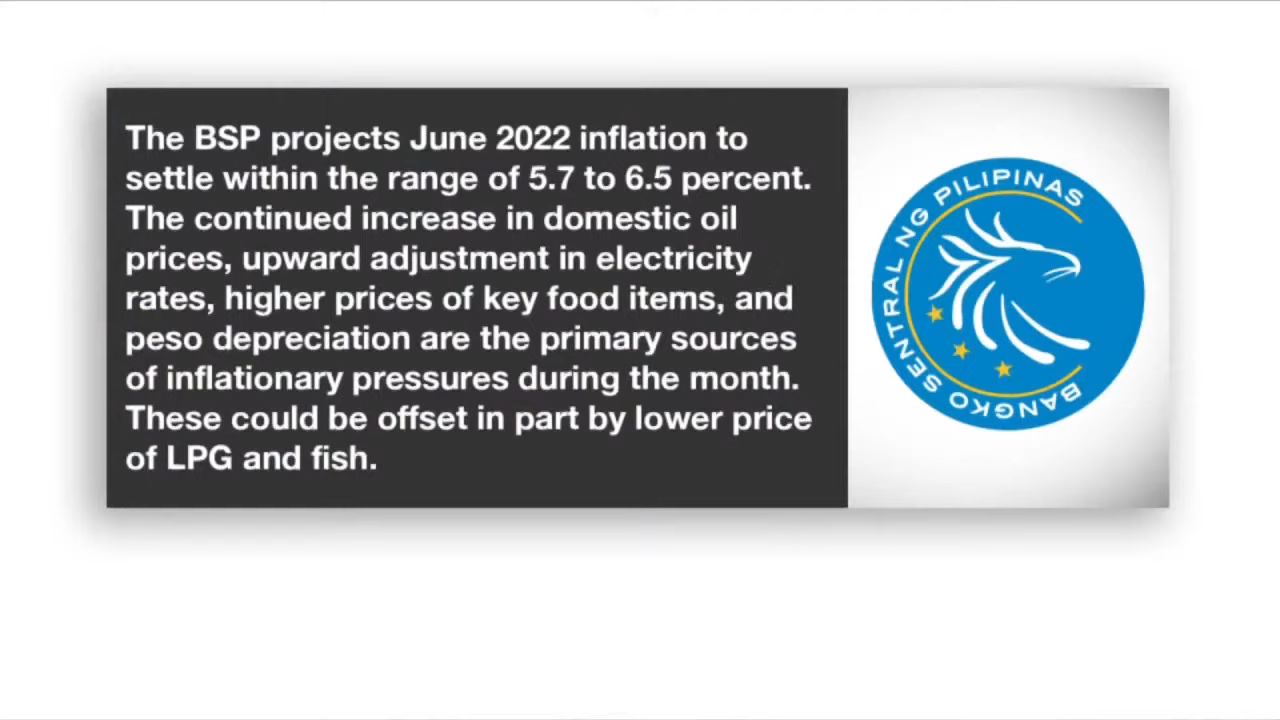 The BSP projects June 2022 inflation to
settle within the range of 5.7 to 6.5 percent.
The continued increase in domestic oil
prices, upward adjustment in electricity
rates, higher prices of key food items, and
peso depreciation are the primary sources
of inflationary pressures during the month.
These could be offset in part by lower price
of LPG and fish.
BANGKO SENTRAL NG PILIPINAS